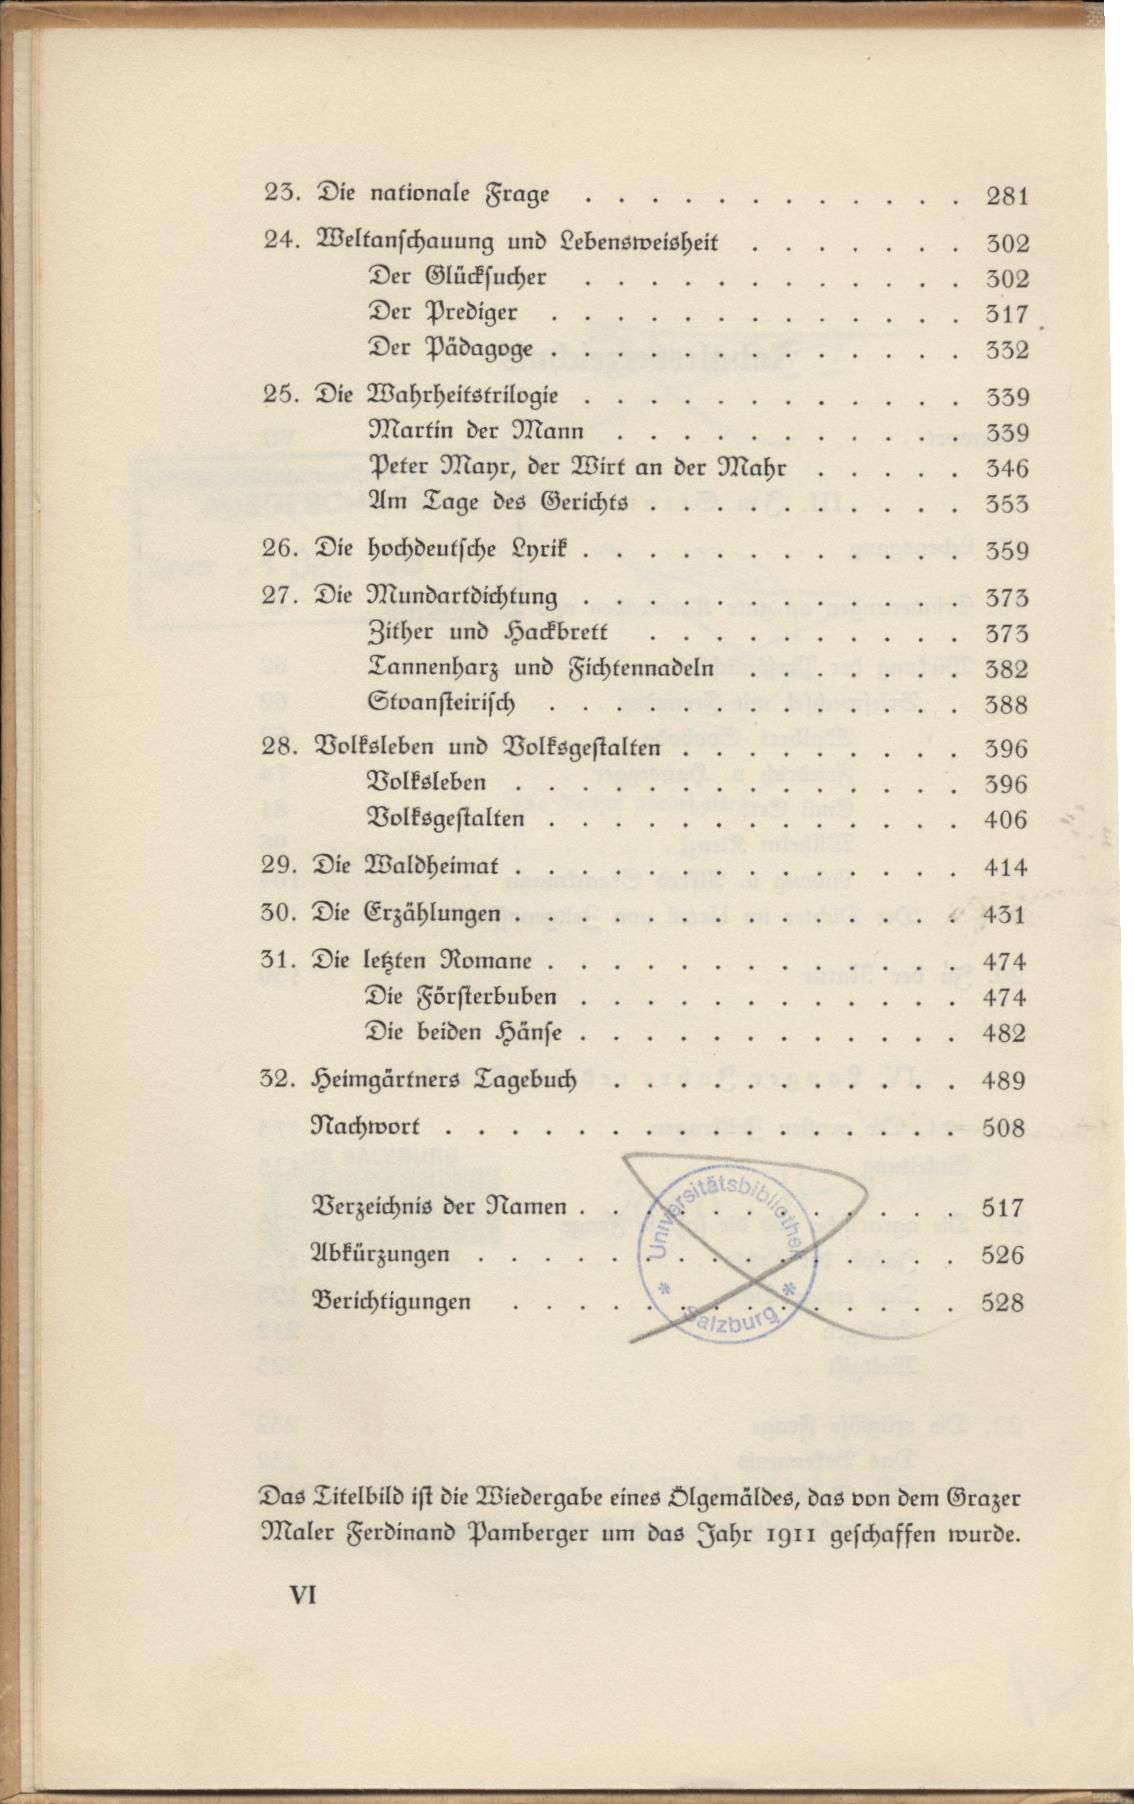 23. Die nationale Frage . . . . . . . . . . . . 281
24. Weltanschauung und Lebensweisheit . . . . . . . 302
Der Glücksucher . . . . . . . . . . . . 302
Der Prediger . . . . . . . . . . . . . 317
Der Pädagoge . . . . . . . . . . . . . 332
25. Die Wahrheitstrilogie . . . . . . . . . . . . 339
Martin der Mann . . . . . . . . . . . 339
Peter Mayr, der Wirt an der Mahr . . . . . 346
Am Tage des Gerichts . . . . . . . . . . 353
26. Die hochdeutsche Lyrik . . . . . . . . . . . . 359
27. Die Mundartdichtung . . . . . . . . . . . . 373
Zither und Hackbrett . . . . . . . . . . 373
Tannenharz und Fichtennadeln . . . . . . . 382
Stoansteirisch . . . . . . . . . . . . . 388
28. Volksleben und Volksgestalten . . . . . . . . . 396
Volksleben . . . . . . . . . . . . . . 396
Volksgestalten . . . . . . . . . . . . . 406
29. Die Waldheimat . . . . . . . . . . . . . . 414
30. Die Erzählungen . . . . . . . . . . . . . . 431
31. Die letzten Romane . . . . . . . . . . . . . 474
Die Försterbuben . . . . . . . . . . . . 474
Die beiden Hänse . . . . . . . . . . . . 482
32. Heimgärtners Tagebuch . . . . . . . . . . . 489
Nachwort . . . . . . . . . . . . . . . . 508
Verzeichnis der Namen . . . . . . . . . . . . 517
Abkürzungen . . . . . . . . . . . . . . . 526
Berichtigungen . . . . . . . . . . . . . . 528
Universitätsbibliothek
* Salzburg *
Das Titelbild ist die Wiedergabe eines Ölgemäldes, das von dem Grazer
Maler Ferdinand Pamberger um das Jahr 1911 geschaffen wurde.
VI